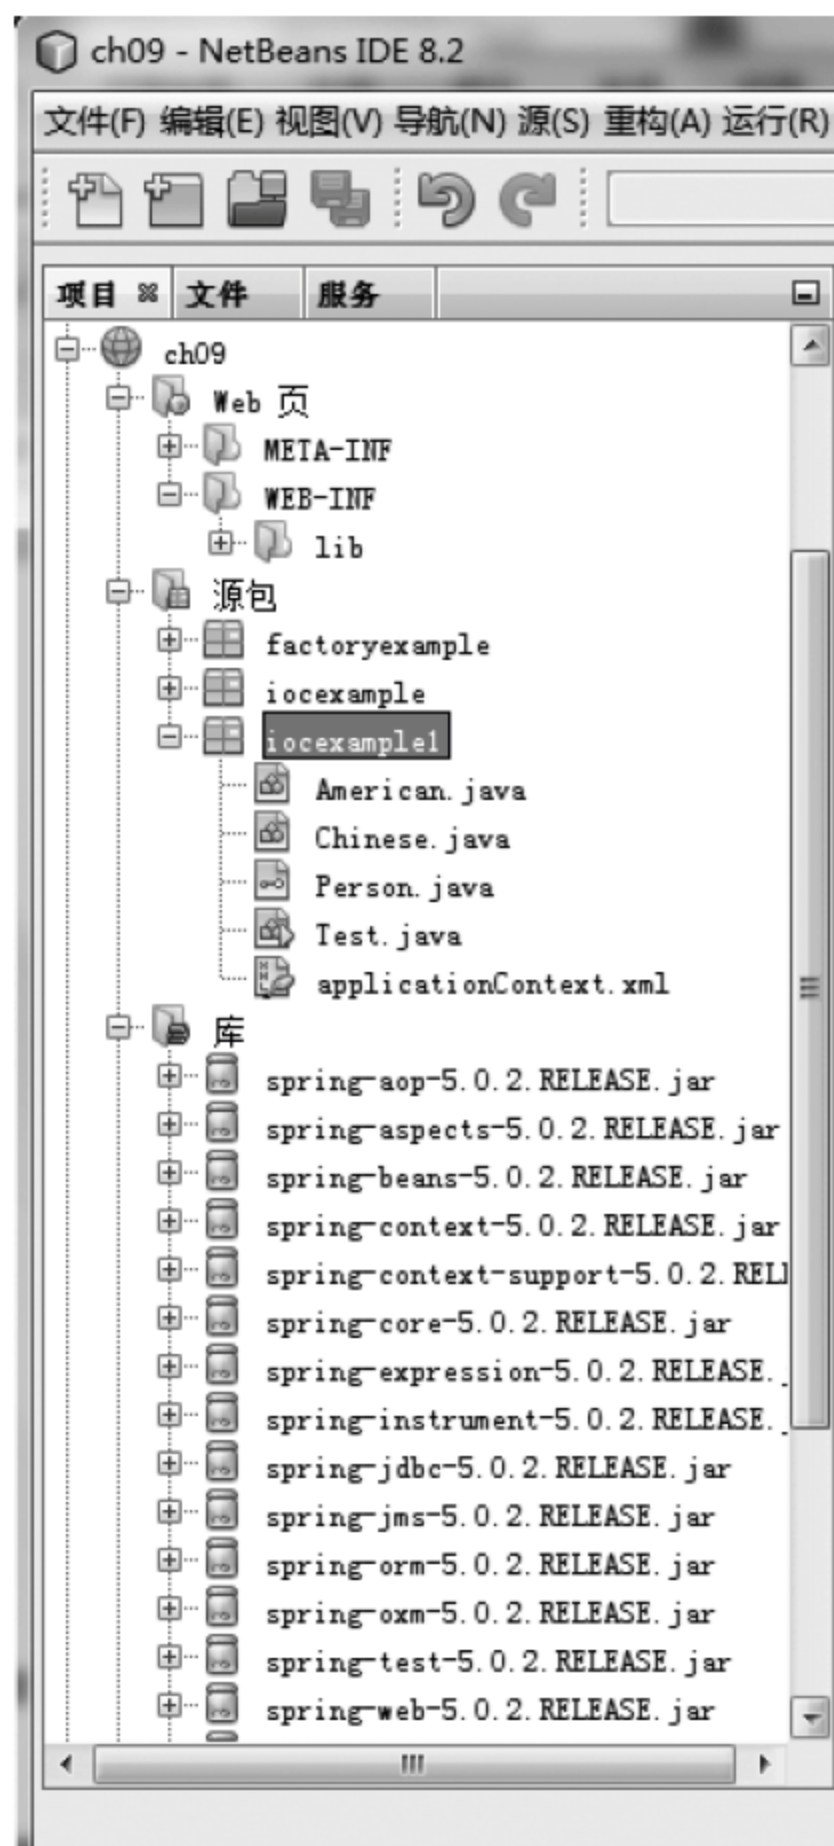 ch09 - NetBeans IDE 8.2
文件(F) 编辑(E) 视图(V) 导航(N) 源(S) 重构(A) 运行(R)
项目 文件 服务
ch09
Web 页
META-INF
WEB-INF
lib
源包
factoryexample
iocexample
iocexample1
American.java
Chinese.java
Person.java
Test.java
applicationContext.xml
库
spring-aop-5.0.2.RELEASE.jar
spring-aspects-5.0.2.RELEASE.jar
spring-beans-5.0.2.RELEASE.jar
spring-context-5.0.2.RELEASE.jar
spring-context-support-5.0.2.REL
spring-core-5.0.2.RELEASE.jar
spring-expression-5.0.2.RELEASE.
spring-instrument-5.0.2.RELEASE.
spring-jdbc-5.0.2.RELEASE.jar
spring-jms-5.0.2.RELEASE.jar
spring-orm-5.0.2.RELEASE.jar
spring-oxm-5.0.2.RELEASE.jar
spring-test-5.0.2.RELEASE.jar
spring-web-5.0.2.RELEASE.jar